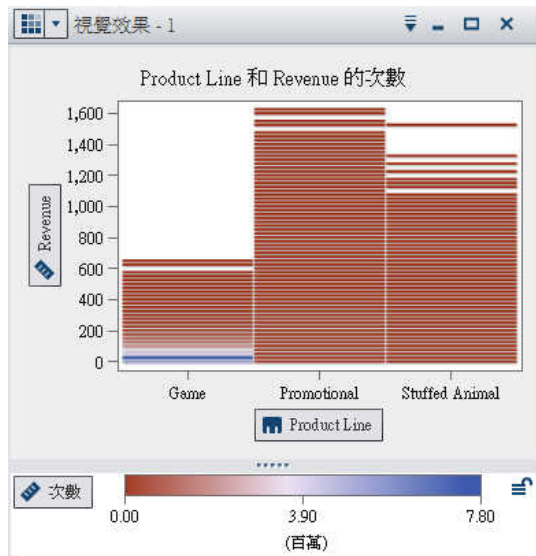 視覺效果 - 1
Product Line 和 Revenue 的次數
1,600
1,400
1,200
1,000
800
600
400
200
0
Revenue
Game Promotional Stuffed Animal
Product Line
次數
0.00 3.90 7.80
(百萬)